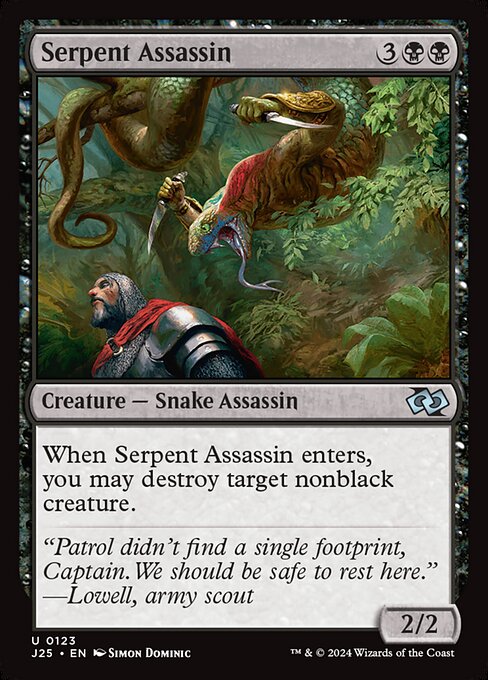 Serpent Assassin 3
Creature — Snake Assassin
When Serpent Assassin enters,
you may destroy target nonblack
creature.
“Patrol didn’t find a single footprint,
Captain. We should be safe to rest here.”
—Lowell, army scout
2/2
U 0123
J25 • EN Simon Dominic
™ & © 2024 Wizards of the Coast